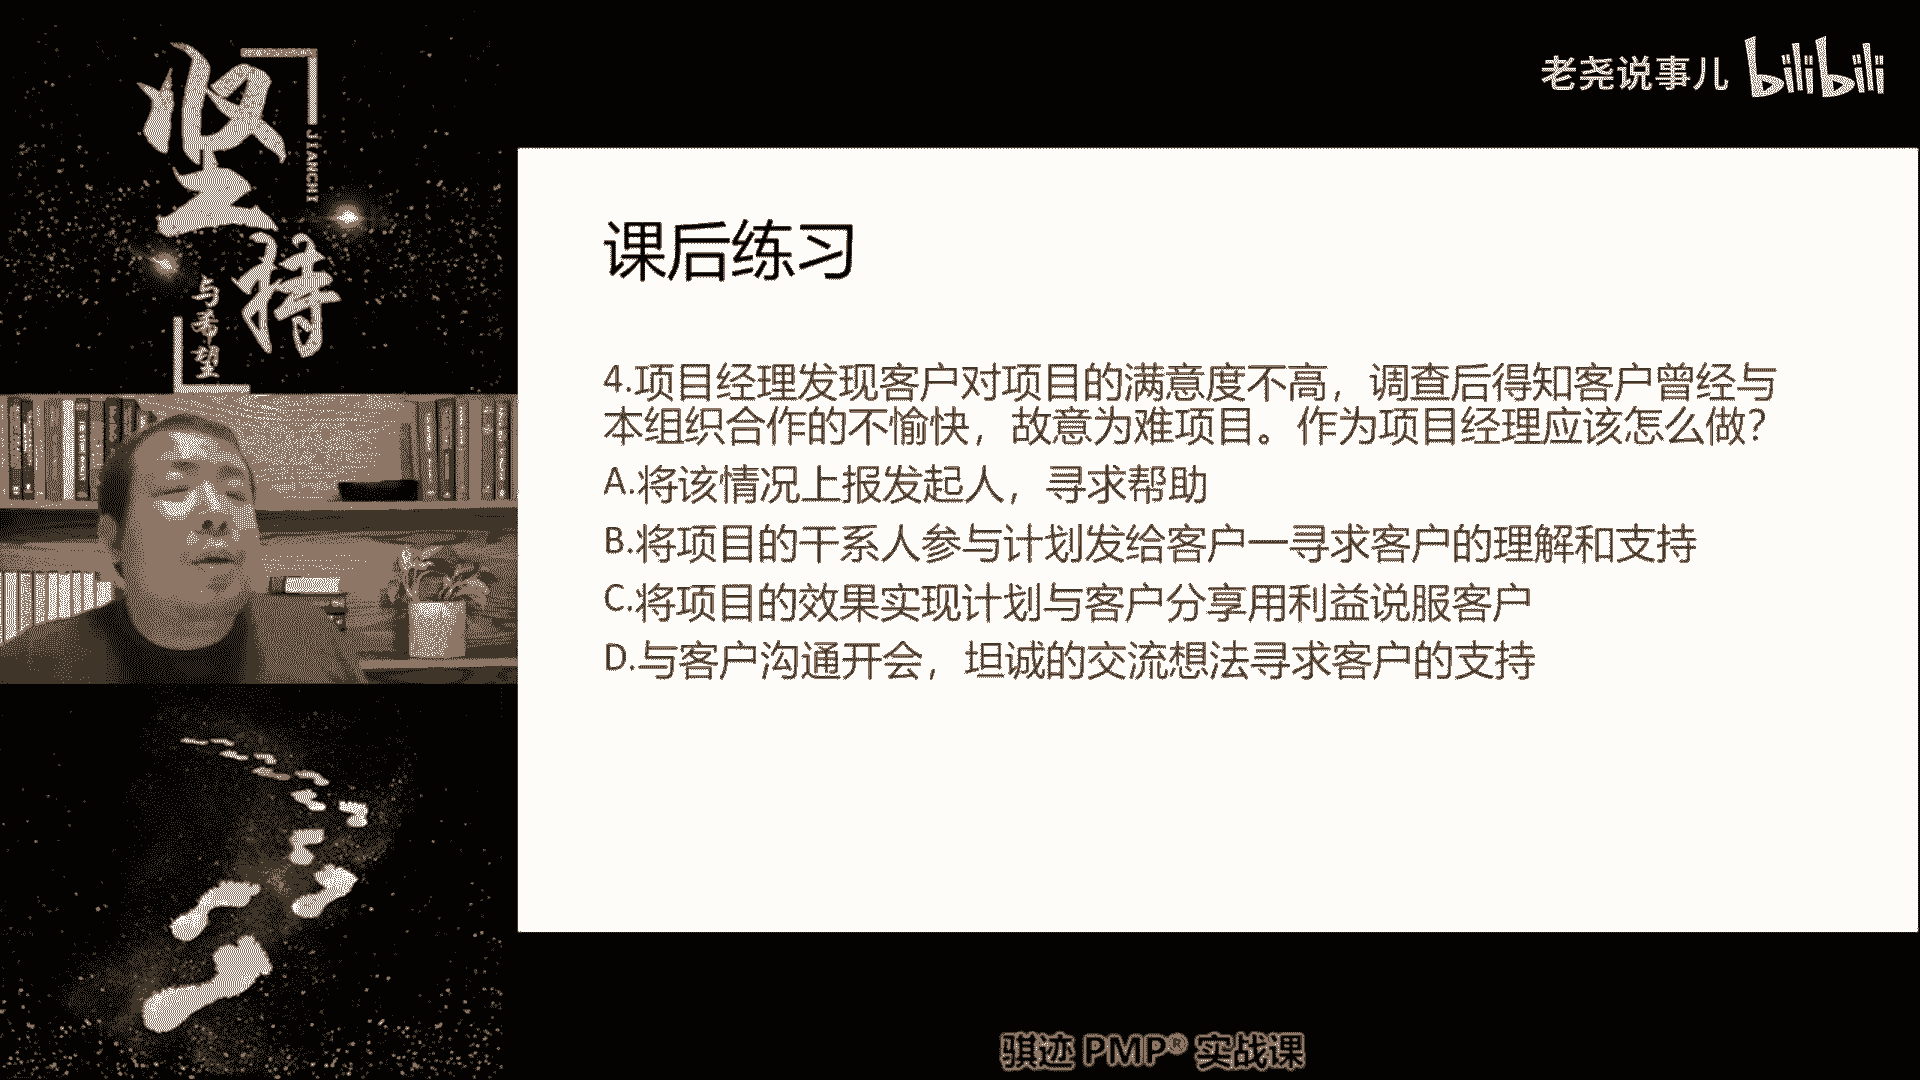 坚持
JIANCHI
与希望
老尧说事儿 bilibili
课后练习
4.项目经理发现客户对项目的满意度不高，调查后得知客户曾经与
本组织合作的不愉快，故意为难项目。作为项目经理应该怎么做？
A.将该情况上报发起人，寻求帮助
B.将项目的干系人参与计划发给客户一寻求客户的理解和支持
C.将项目的效果实现计划与客户分享用利益说服客户
D.与客户沟通开会，坦诚的交流想法寻求客户的支持
骐迹 PMP® 实战课